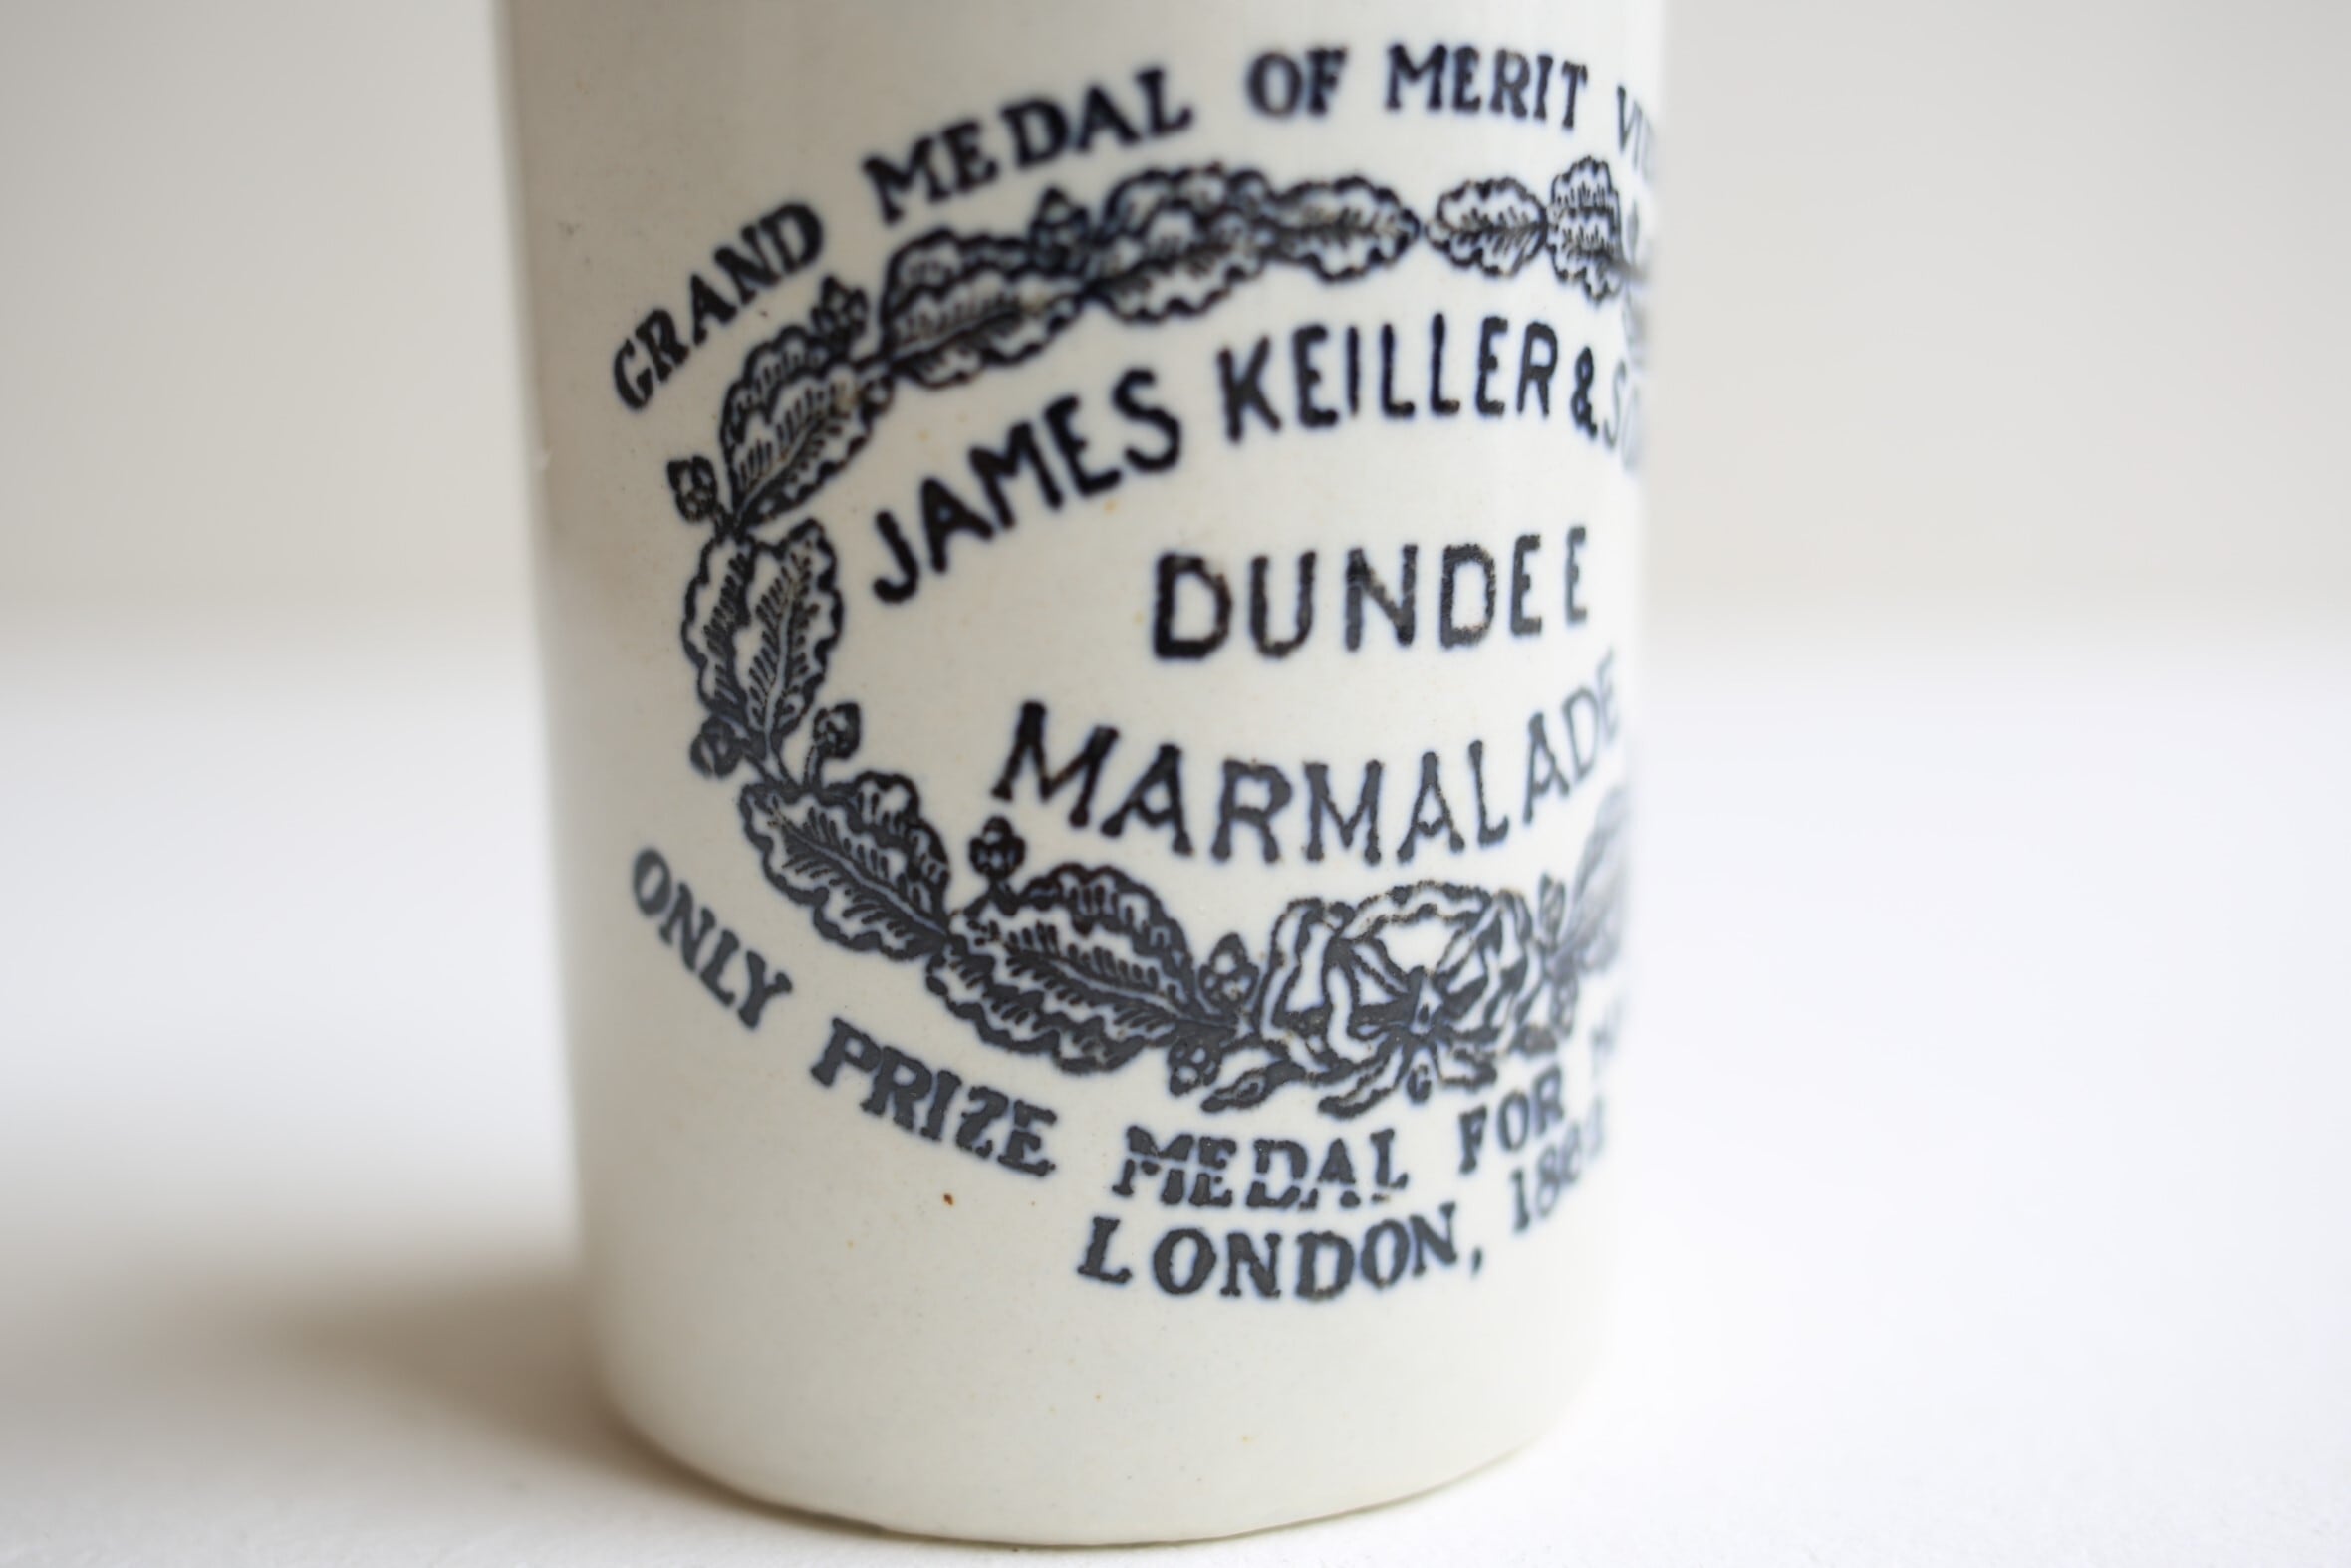 GRAND MEDAL OF MERIT
JAMES KEILLER &
DUNDEE
MARMALADE
ONLY PRIZE MEDAL FOR
LONDON,